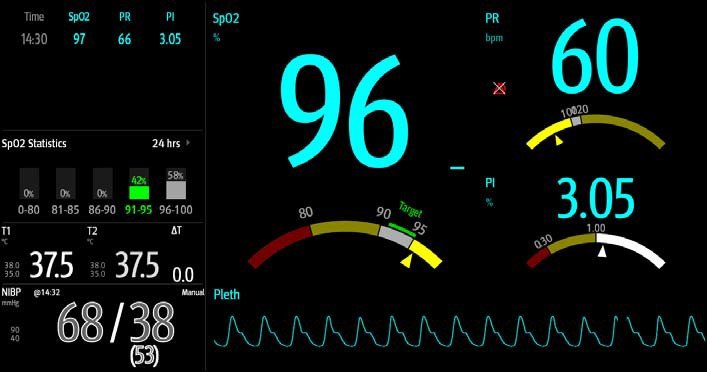 Time SpO2 PR PI
14:30 97 66 3.05
SpO2 Statistics 24 hrs
0% 0% 0% 42% 58%
0-80 81-85 86-90 91-95 96-100
T1 T2 ΔT
°C °C
38.0 37.5 38.0 37.5 0.0
35.0 35.0
NIBP @14:32 Manual
mmHg
90 68 / 38
40
(53)
SpO2
%
96
80 90 Target 95
Pleth
PR
bpm
60
100 120
PI
%
3.05
0.30 1.00